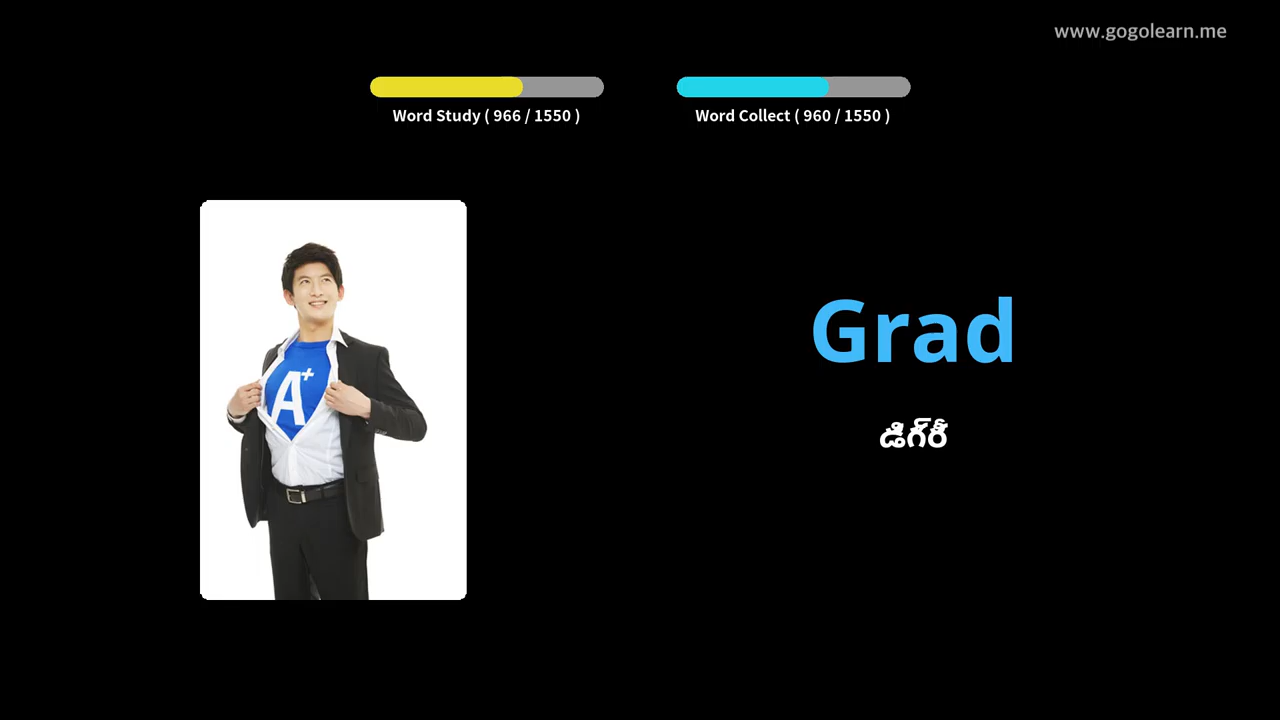 www.gogolearn.me
Word Study ( 966 / 1550 )
Word Collect ( 960 / 1550 )
A+
Grad
డిగ్‌రీ